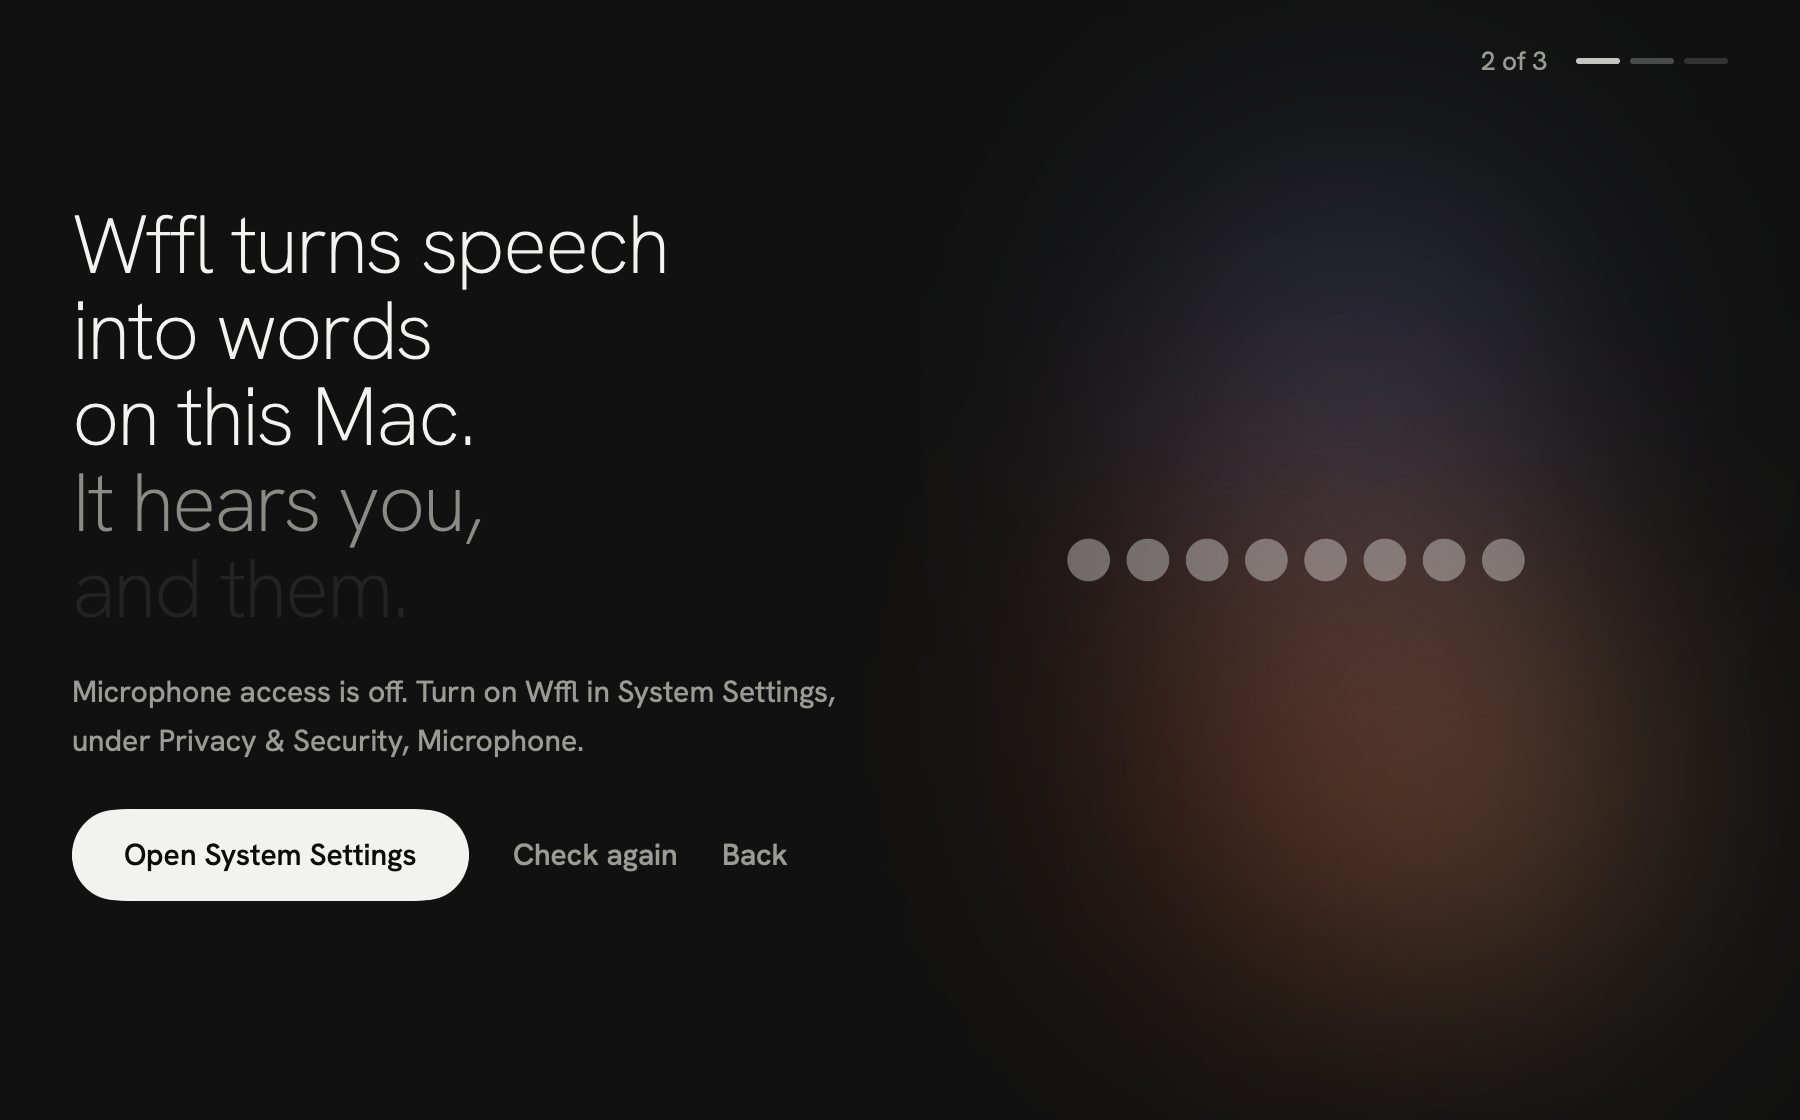 2 of 3
Wffl turns speech
into words
on this Mac.
It hears you,
and them.
Microphone access is off. Turn on Wffl in System Settings,
under Privacy & Security, Microphone.
Open System Settings
Check again
Back